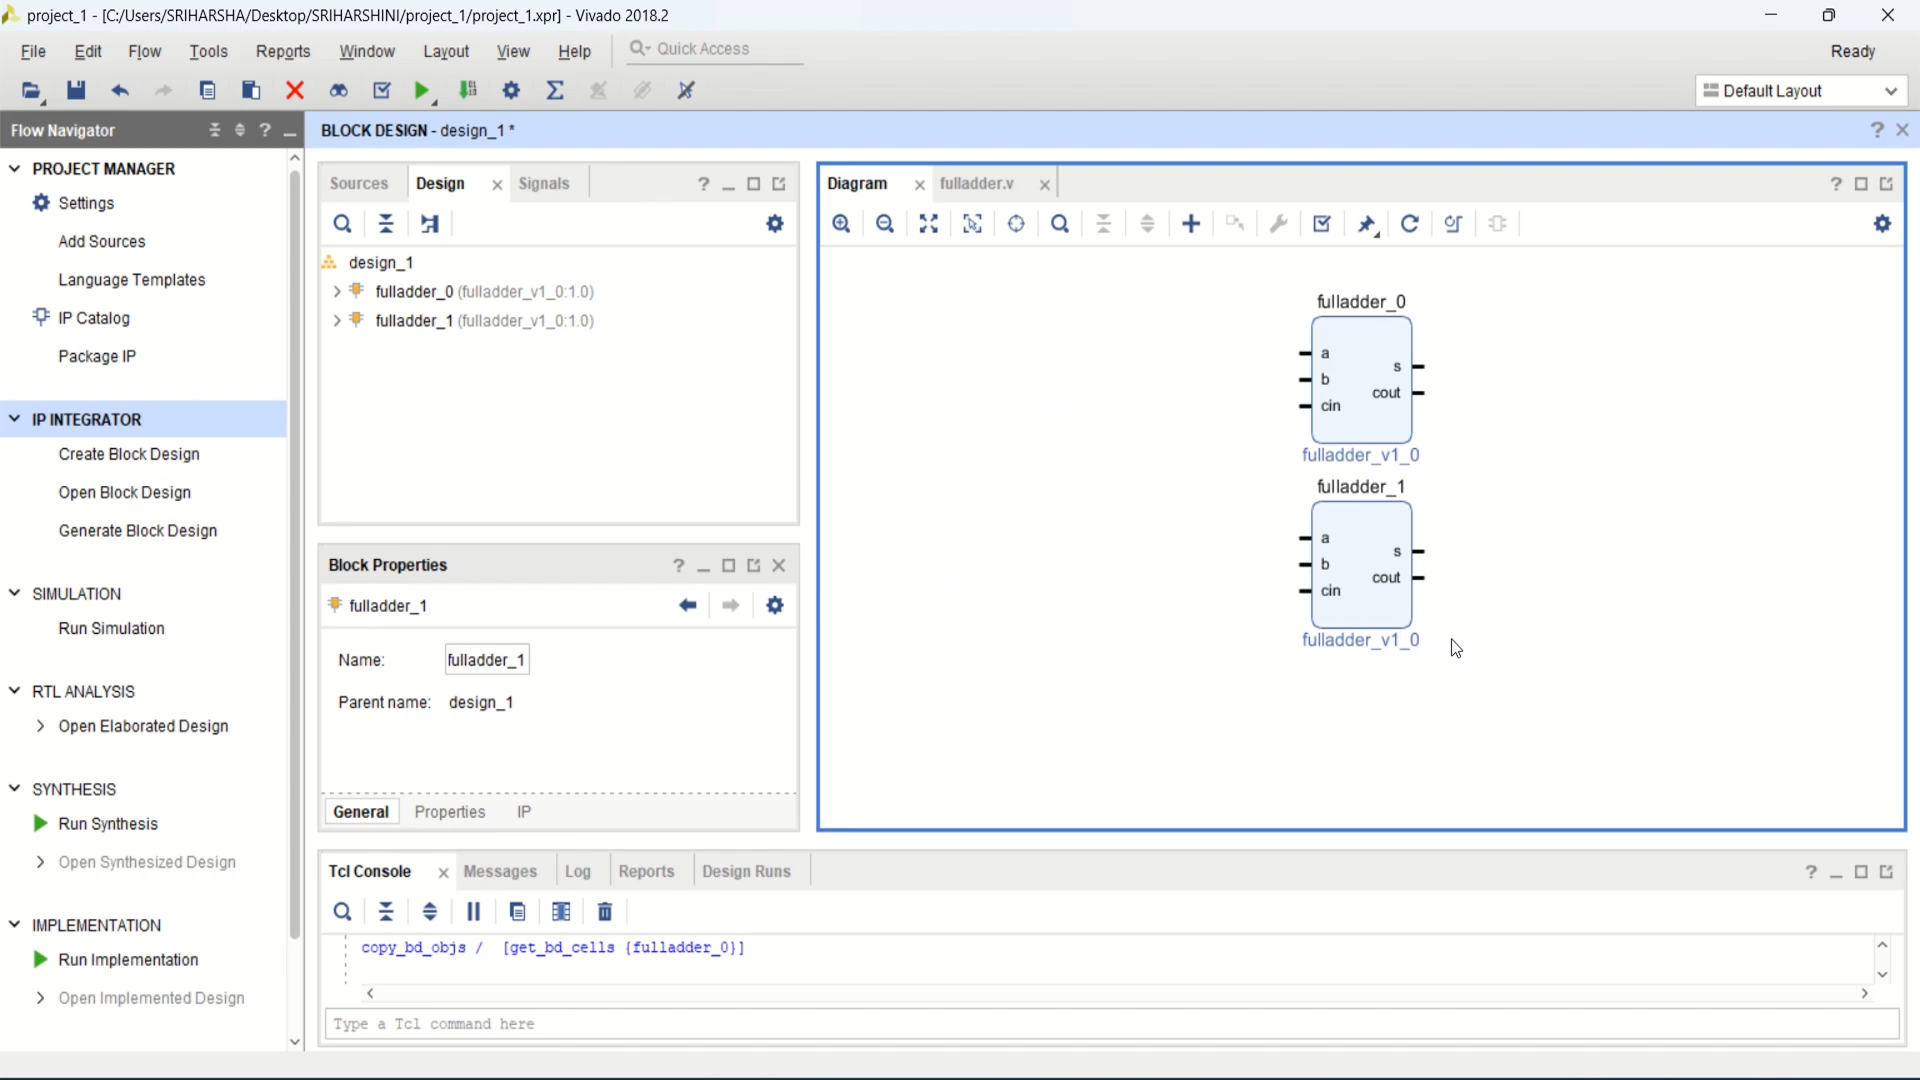 project_1 - [C:/Users/SRIHARSHA/Desktop/SRIHARSHINI/project_1/project_1.xpr] - Vivado 2018.2
File Edit Flow Tools Reports Window Layout View Help Quick Access Ready
Default Layout
Flow Navigator
PROJECT MANAGER
Settings
Add Sources
Language Templates
IP Catalog
Package IP
IP INTEGRATOR
Create Block Design
Open Block Design
Generate Block Design
SIMULATION
Run Simulation
RTL ANALYSIS
Open Elaborated Design
SYNTHESIS
Run Synthesis
Open Synthesized Design
IMPLEMENTATION
Run Implementation
Open Implemented Design
BLOCK DESIGN - design_1 *
Sources Design Signals
design_1
fulladder_0 (fulladder_v1_0:1.0)
fulladder_1 (fulladder_v1_0:1.0)
Block Properties
fulladder_1
Name: fulladder_1
Parent name: design_1
General Properties IP
Diagram fulladder.v
fulladder_0
a
s
b
cout
cin
fulladder_v1_0
fulladder_1
a
s
b
cout
cin
fulladder_v1_0
Tcl Console Messages Log Reports Design Runs
copy_bd_objs / [get_bd_cells {fulladder_0}]
Type a Tcl command here